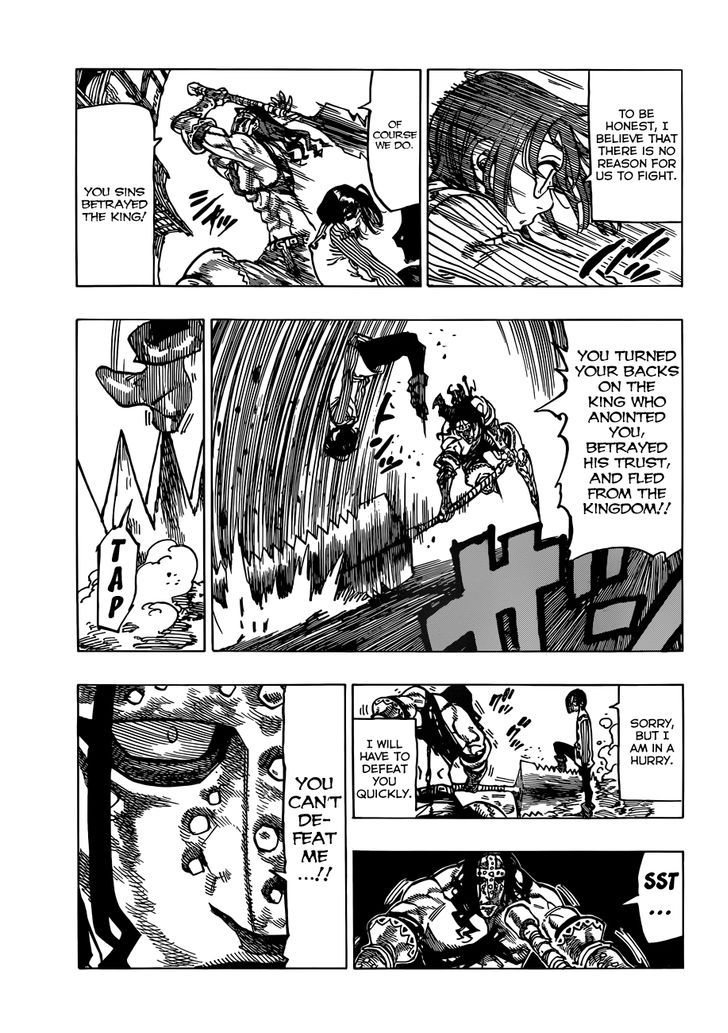 TO BE
HONEST, I
BELIEVE THAT
THERE IS NO
REASON FOR
US TO FIGHT.
OF
COURSE
WE DO.
YOU SINS
BETRAYED
THE KING!
YOU TURNED
YOUR BACKS
ON THE
KING WHO
ANOINTED
YOU,
BETRAYED
HIS TRUST,
AND FLED
FROM THE
KINGDOM!!
TAP
SORRY,
BUT I
AM IN A
HURRY.
I WILL
HAVE TO
DEFEAT
YOU
QUICKLY.
SST
...
YOU
CAN'T
DE-
FEAT
ME
...!!